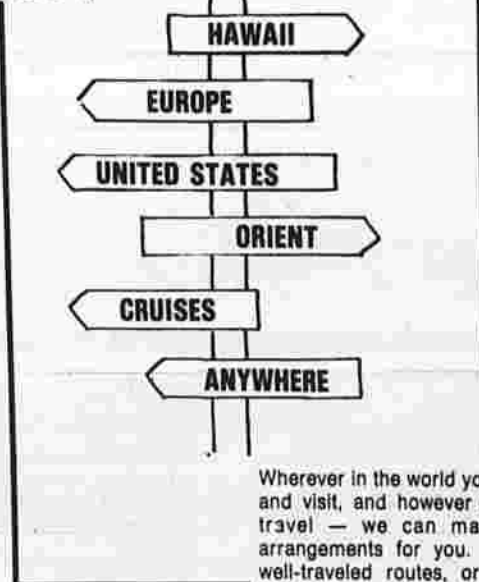 HAWAII
EUROPE
UNITED STATES
ORIENT
CRUISES
ANYWHERE
Wherever in the world yo
and visit, and however
travel — we can ma
arrangements for you.
well-traveled routes, or